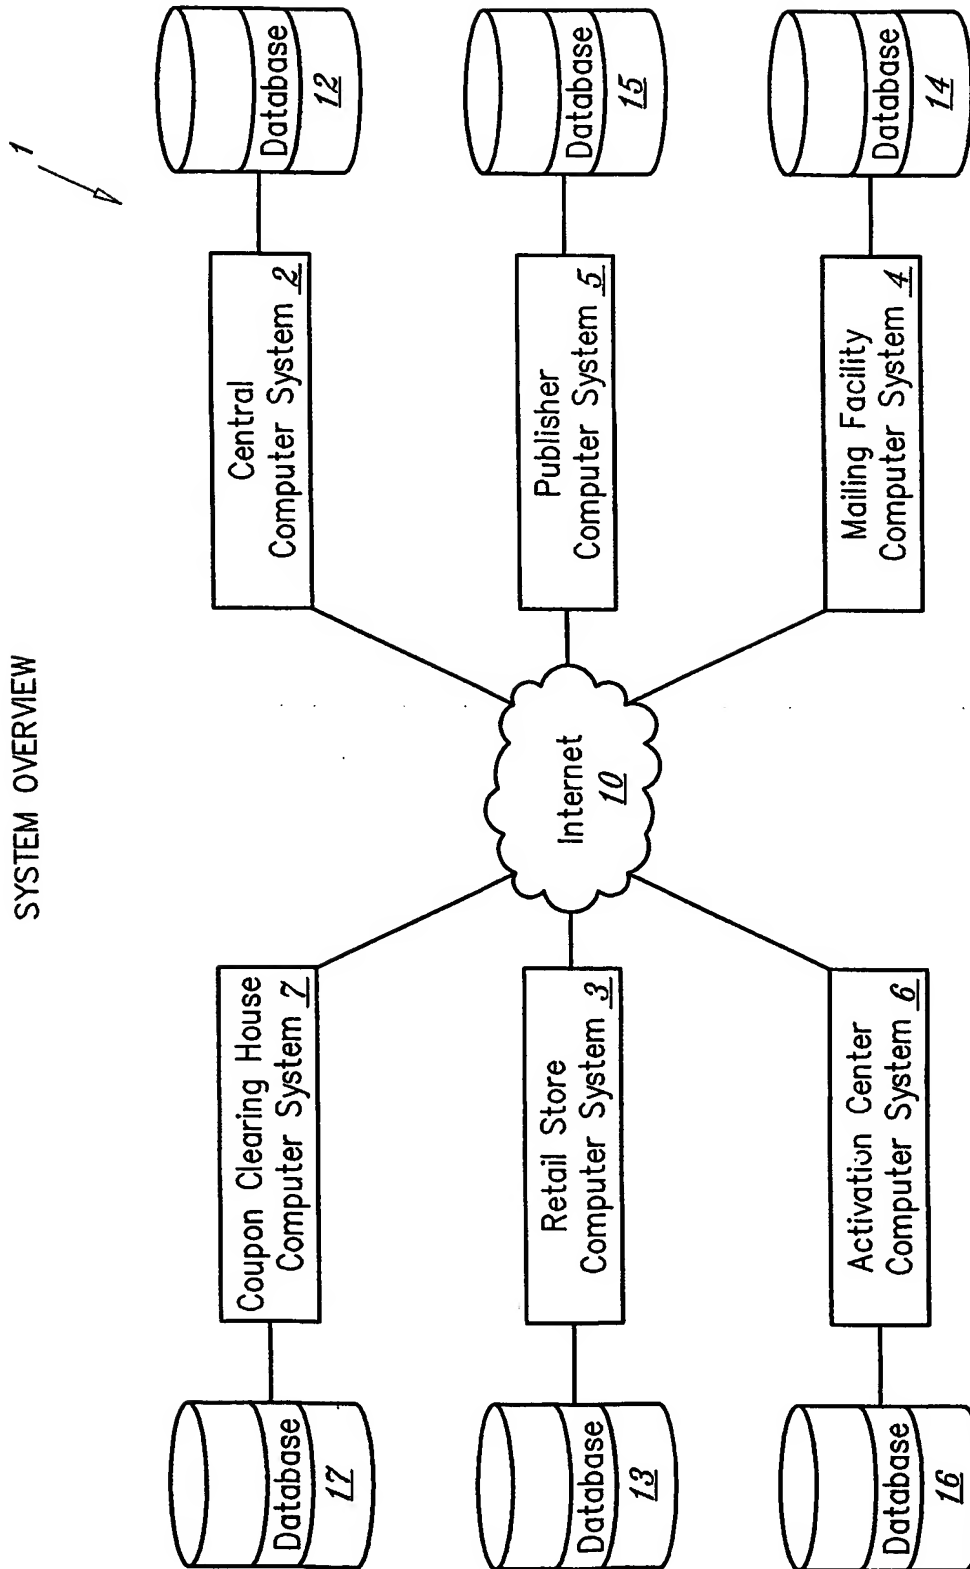 SYSTEM OVERVIEW
1
Coupon Clearing House
Computer System 7
Database
17
Retail Store
Computer System 3
Database
13
Activation Center
Computer System 6
Database
16
Internet
10
Central
Computer System 2
Database
12
Publisher
Computer System 5
Database
15
Mailing Facility
Computer System 4
Database
14